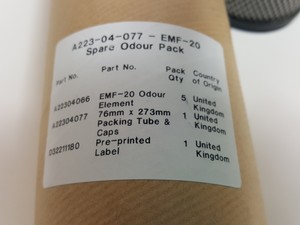 A223-04-077 - EMF-20
Spare Odour Pack
Part No. Part No. Pack Qty Country of Origin
A22304066 EMF-20 Odour Element 5 United Kingdom
A22304077 76mm x 273mm Packing Tube & Caps 1 United Kingdom
D32211180 Pre-printed Label 1 United Kingdom